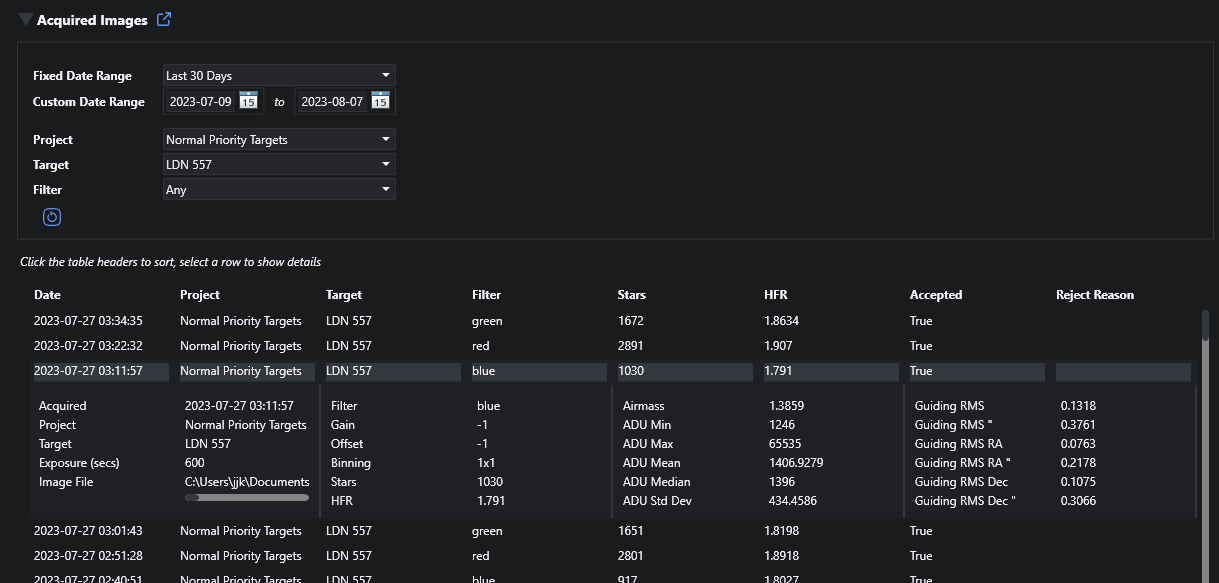 Acquired Images
Fixed Date Range Last 30 Days
Custom Date Range 2023-07-09 15 to 2023-08-07 15
Project Normal Priority Targets
Target LDN 557
Filter Any
Click the table headers to sort, select a row to show details
Date Project Target Filter Stars HFR Accepted Reject Reason
2023-07-27 03:34:35 Normal Priority Targets LDN 557 green 1672 1.8634 True
2023-07-27 03:22:32 Normal Priority Targets LDN 557 red 2891 1.907 True
2023-07-27 03:11:57 Normal Priority Targets LDN 557 blue 1030 1.791 True
Acquired 2023-07-27 03:11:57 Filter blue Airmass 1.3859 Guiding RMS 0.1318
Project Normal Priority Targets Gain -1 ADU Min 1246 Guiding RMS " 0.3761
Target LDN 557 Offset -1 ADU Max 65535 Guiding RMS RA 0.0763
Exposure (secs) 600 Binning 1x1 ADU Mean 1406.9279 Guiding RMS RA " 0.2178
Image File C:\Users\jjk\Documents Stars 1030 ADU Median 1396 Guiding RMS Dec 0.1075
HFR 1.791 ADU Std Dev 434.4586 Guiding RMS Dec " 0.3066
2023-07-27 03:01:43 Normal Priority Targets LDN 557 green 1651 1.8198 True
2023-07-27 02:51:28 Normal Priority Targets LDN 557 red 2801 1.8918 True
2023-07-27 02:40:51 Normal Priority Targets LDN 557 blue 917 1.8027 True